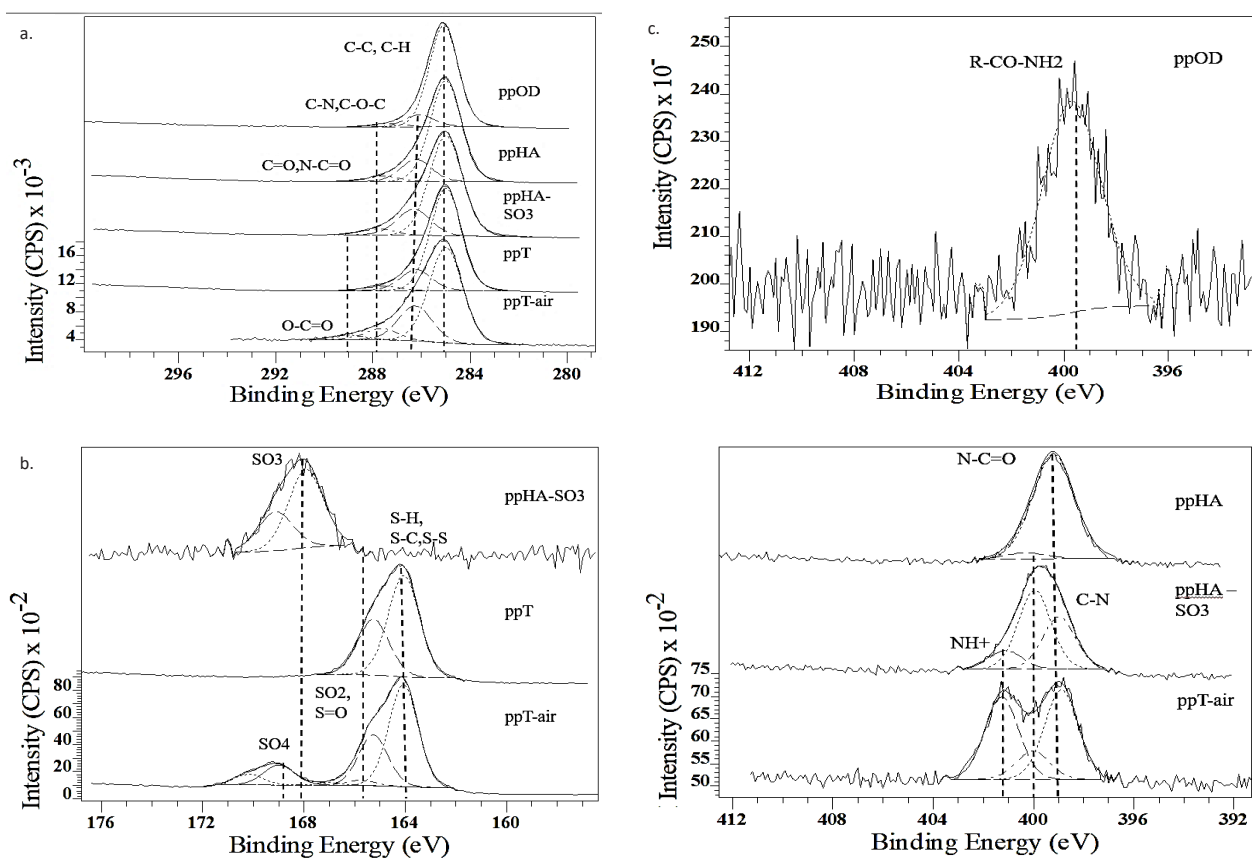 a.
C-C, C-H
ppOD
C-N,C-O-C
C=O,N-C=O
ppHA
ppHA-
SO3
ppT
ppT-air
O-C=O
Intensity (CPS) x 10⁻³
16
12
8
4
296
292
288
284
280
Binding Energy (eV)
b.
SO3
ppHA-SO3
S-H,
S-C,S-S
ppT
SO2,
S=O
ppT-air
SO4
Intensity (CPS) x 10⁻²
80
60
40
20
0
176
172
168
164
160
Binding Energy (eV)
c.
R-CO-NH2
ppOD
Intensity (CPS) x 10⁻
250
240
230
220
210
200
190
412
408
404
400
396
Binding Energy (eV)
N-C=O
ppHA
ppHA –
SO3
C-N
NH+
ppT-air
Intensity (CPS) x 10⁻²
75
70
65
60
55
50
412
408
404
400
396
392
Binding Energy (eV)